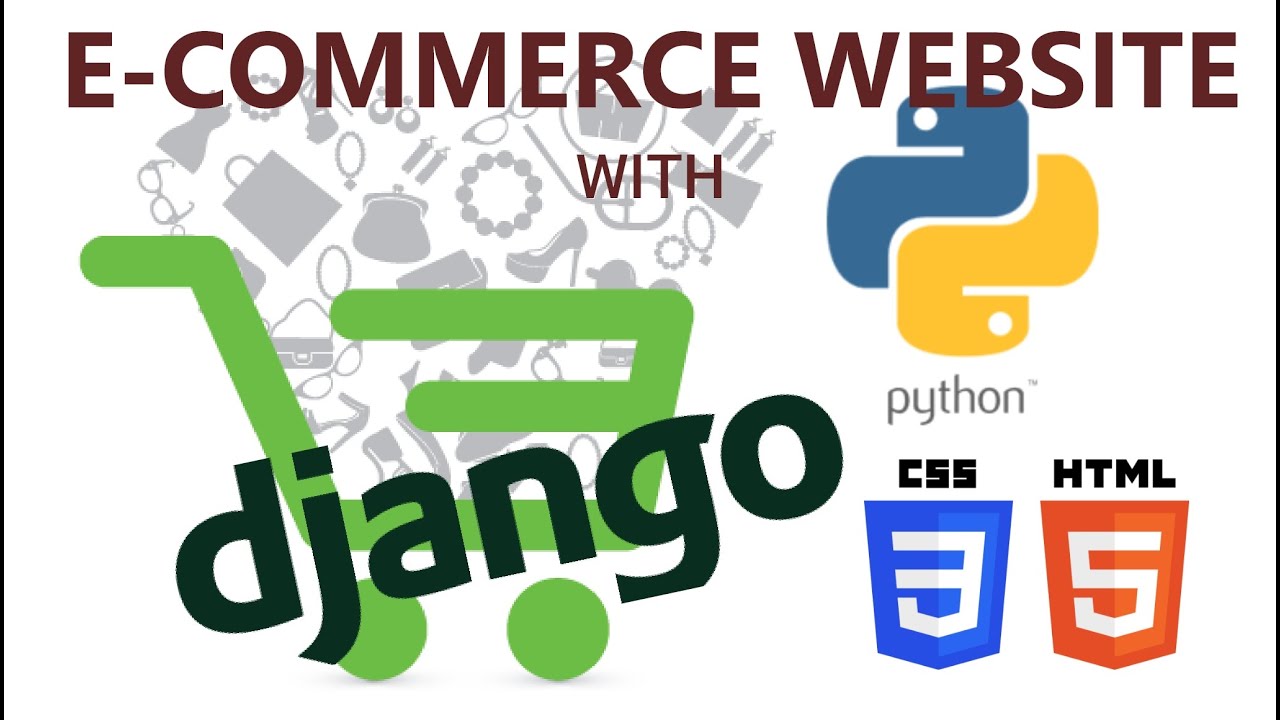 E-COMMERCE WEBSITE
WITH
python™
django
CSS HTML
3 5